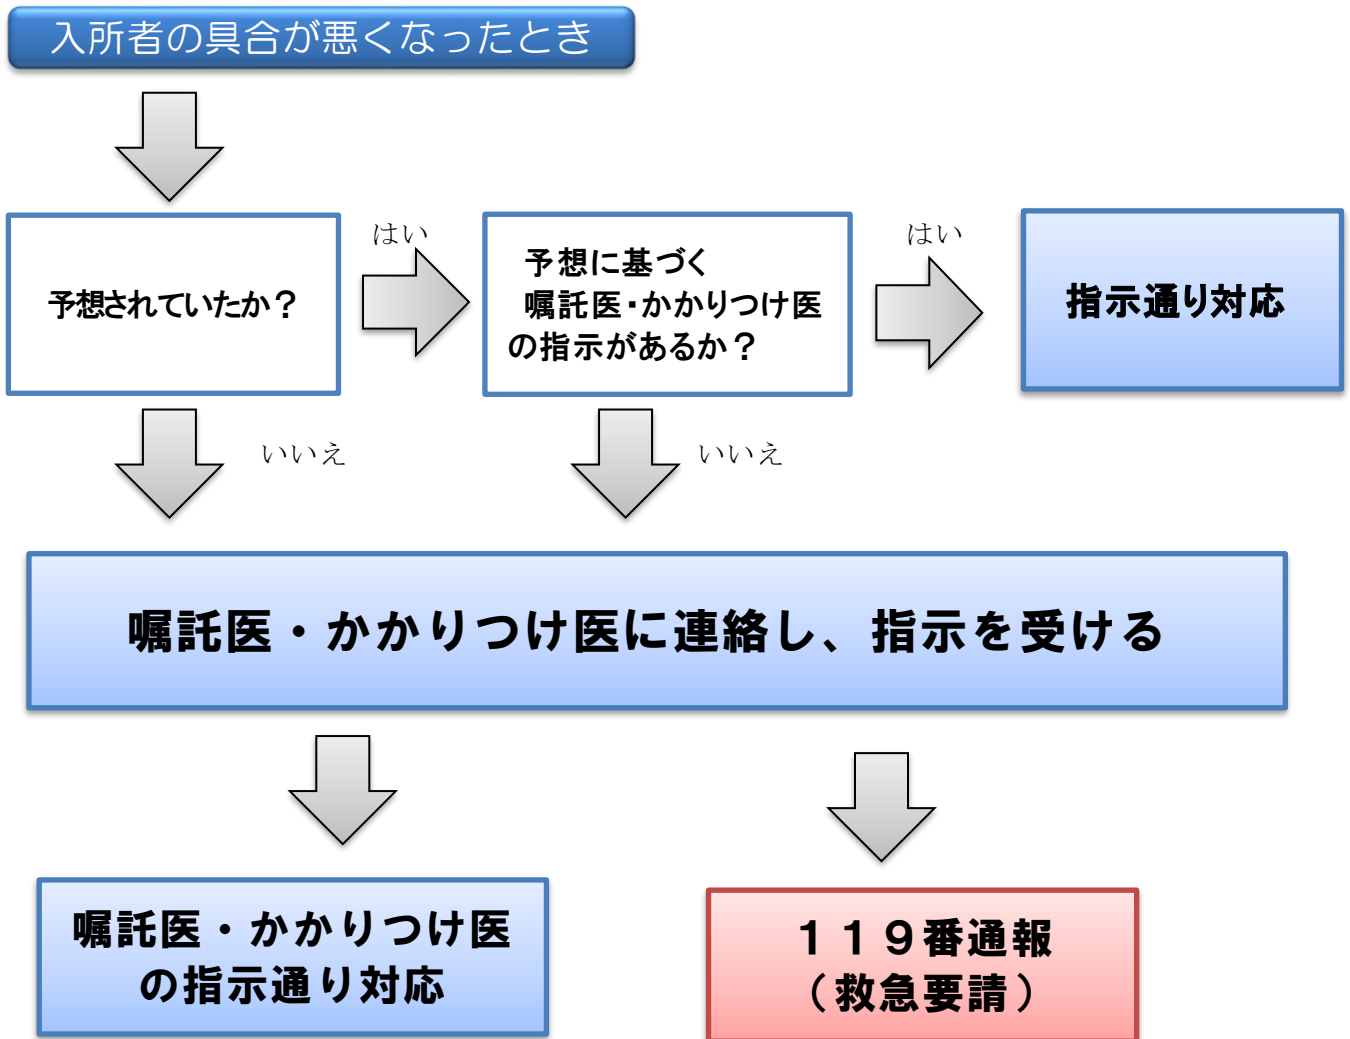 入所者の具合が悪くなったとき
はい
はい
予想されていたか？
予想に基づく
嘱託医・かかりつけ医
の指示があるか？
指示通り対応
いいえ
いいえ
嘱託医・かかりつけ医に連絡し、指示を受ける
嘱託医・かかりつけ医
の指示通り対応
１１９番通報
（救急要請）